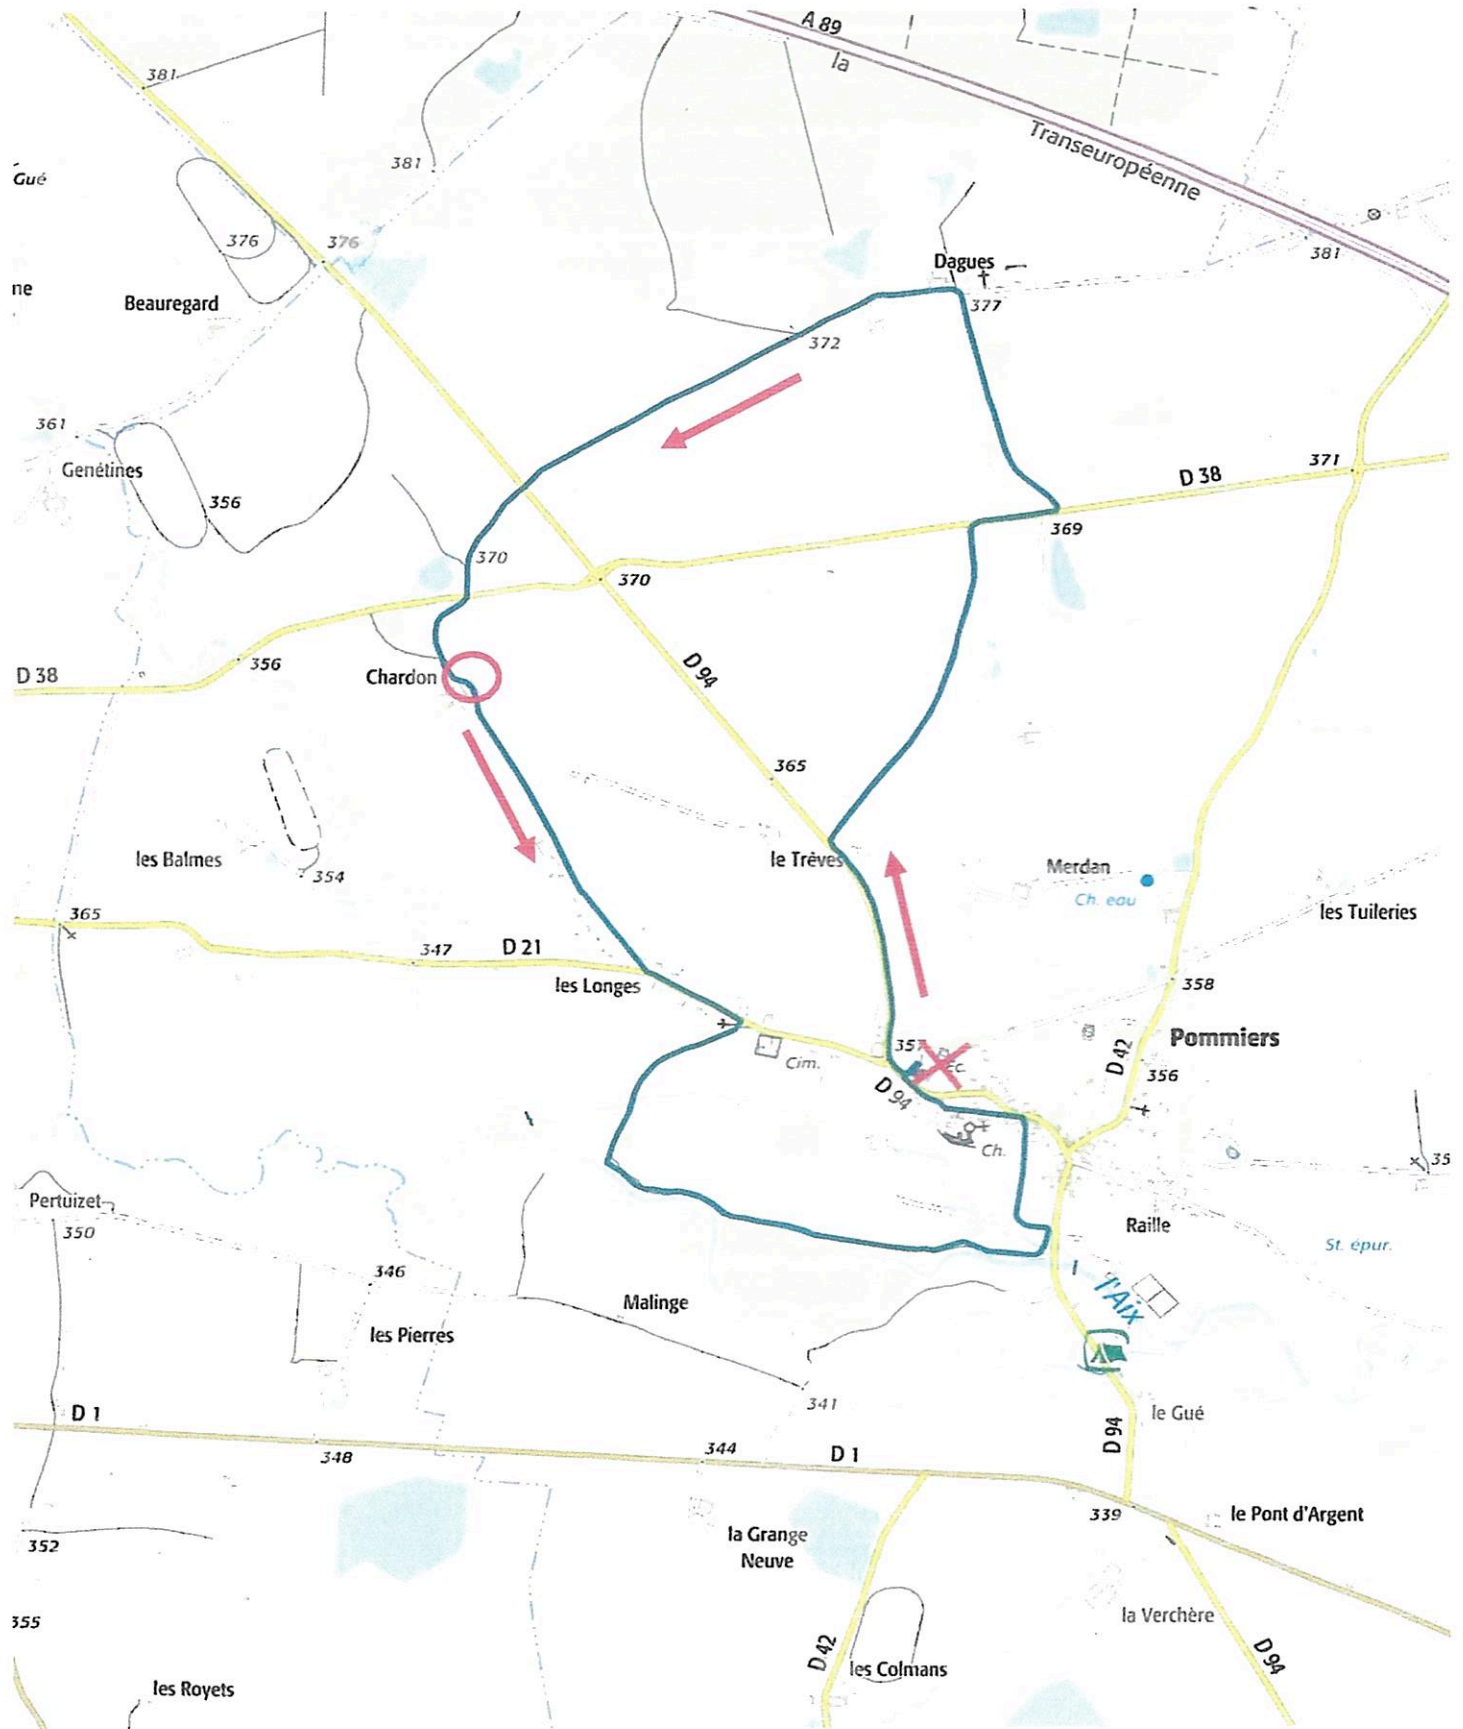 A 89
la
Transeuropéenne
381
381
Gué
376
376
ne
Beauregard
Dagues
377
381
372
361
Genétines
356
371
D 38
369
370
370
356
D 38
Chardon
D 94
365
les Balmes
354
le Trèves
Merdan
Ch. eau
les Tuileries
365
347
D 21
les Longes
358
Pommiers
357
Ec.
D 42
356
Cim.
D 94
Ch.
35
Pertuizet
350
Raille
St. épur.
346
l'Aix
Malinge
les Pierres
341
le Gué
D 1
D 94
348
344
D 1
339
le Pont d'Argent
352
la Grange
Neuve
355
la Verchère
D 42
les Colmans
D 94
les Royets